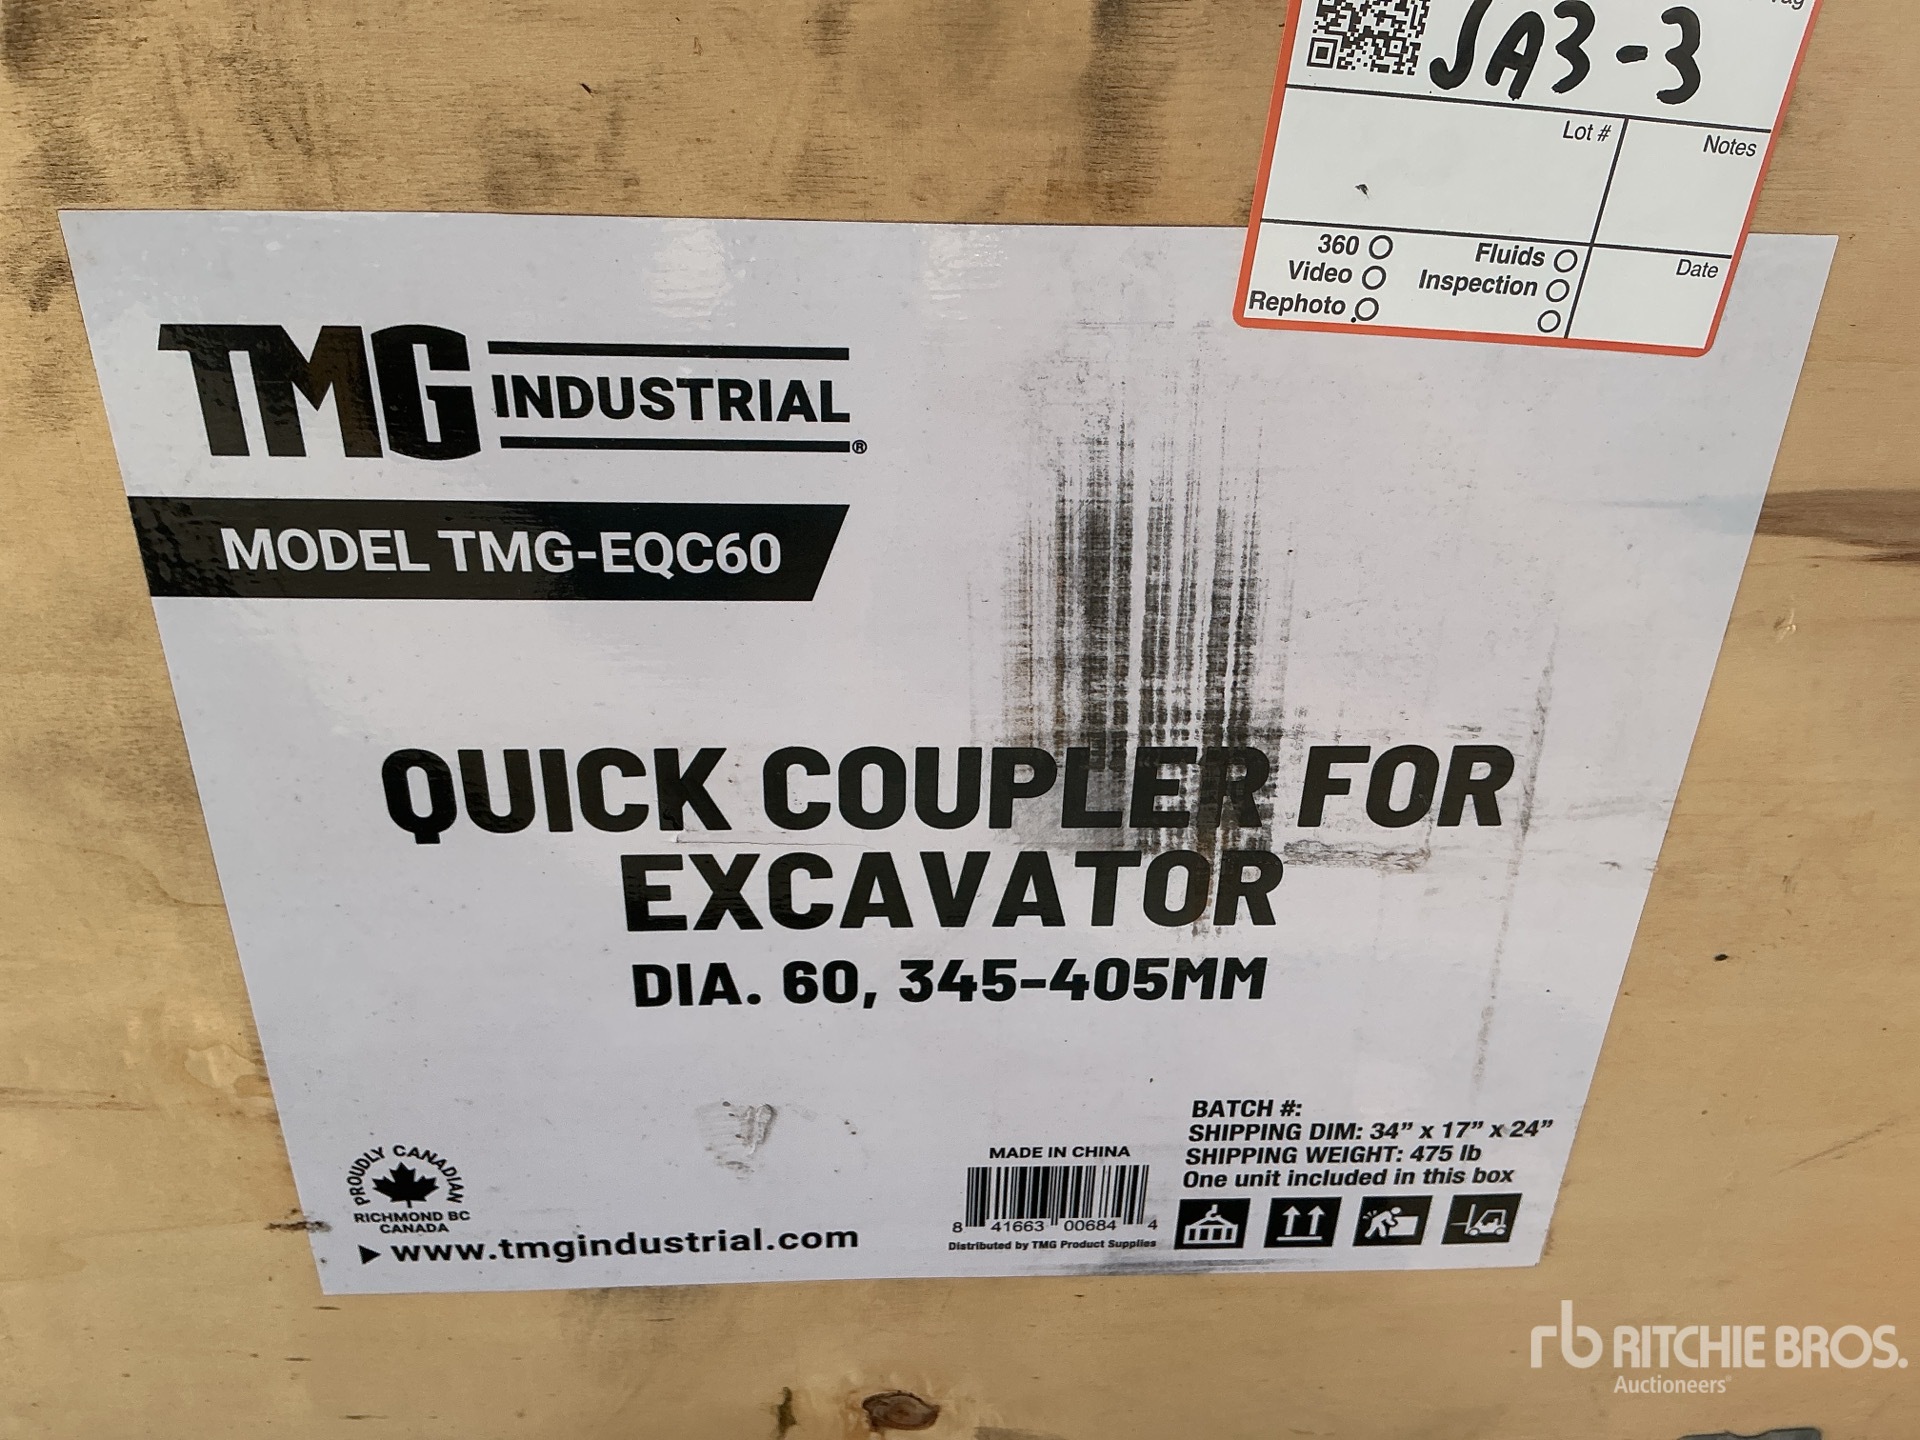 JA3-3
Lot #
Notes
360
Fluids
Video
Inspection
Date
Rephoto
TMG INDUSTRIAL®
MODEL TMG-EQC60
QUICK COUPLER FOR
EXCAVATOR
DIA. 60, 345-405MM
BATCH #:
SHIPPING DIM: 34” x 17” x 24”
SHIPPING WEIGHT: 475 lb
One unit included in this box
MADE IN CHINA
8 41663 00684 4
Distributed by TMG Product Supplies
PROUDLY CANADIAN
RICHMOND BC
CANADA
www.tmgindustrial.com
rb RITCHIE BROS.
Auctioneers